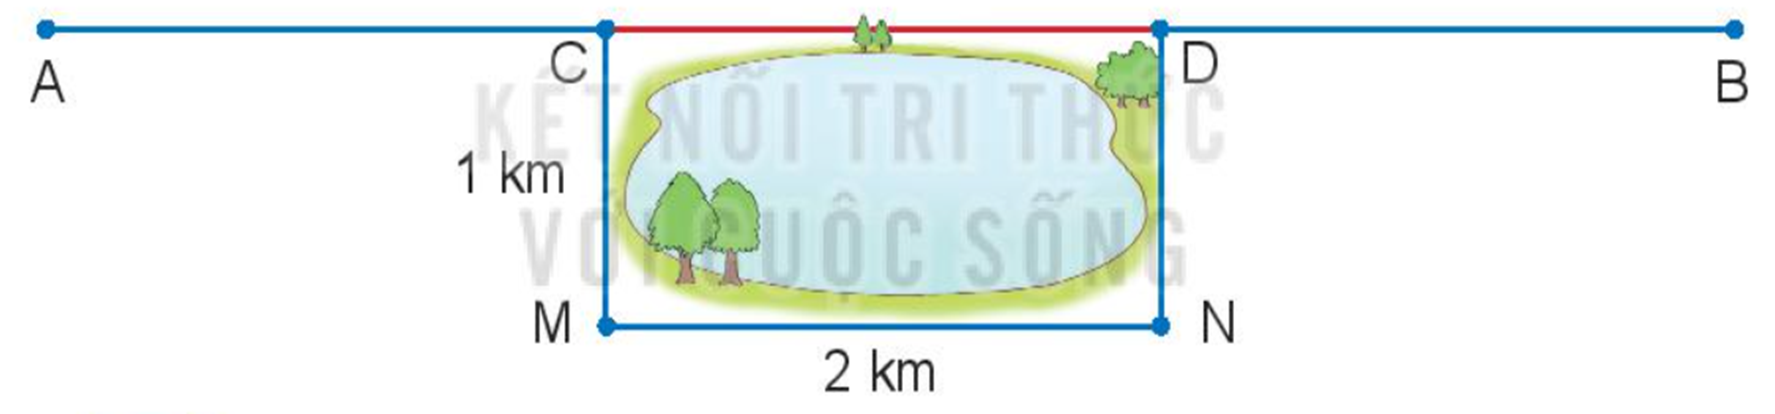 C D
A B
KẾT NỐI TRI THỨC
1 km
VỚI CUỘC SỐNG
M N
2 km